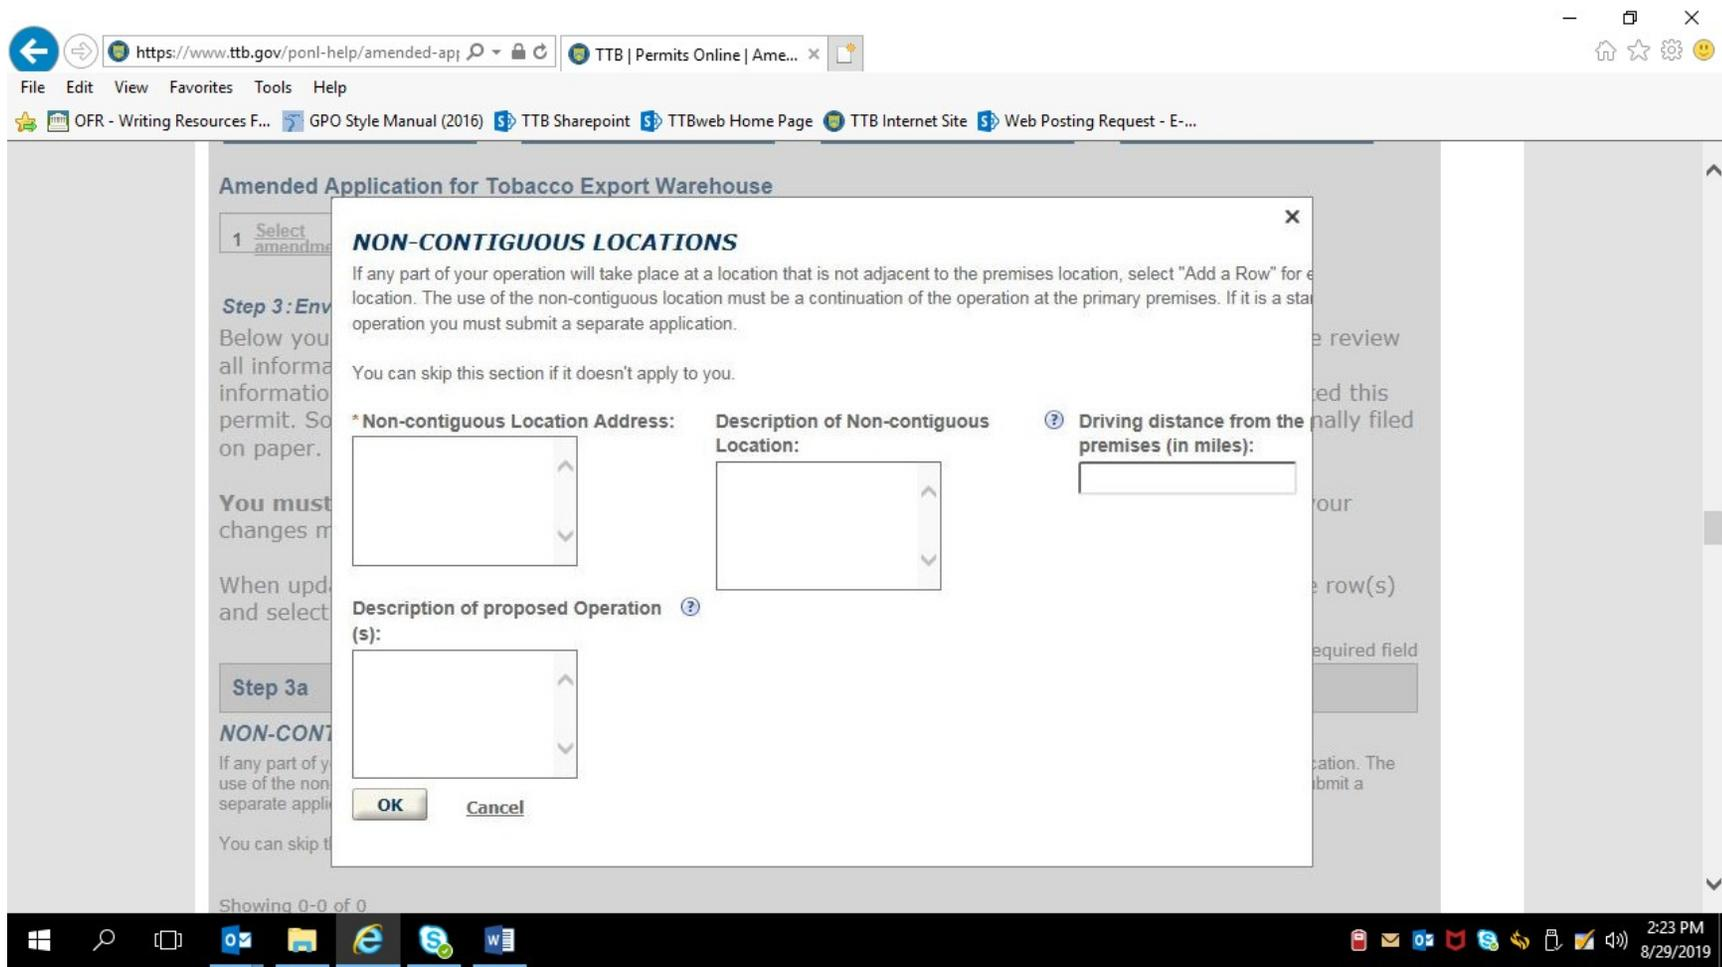 https://www.ttb.gov/ponl-help/amended-app
TTB | Permits Online | Ame...
File Edit View Favorites Tools Help
OFR - Writing Resources F... GPO Style Manual (2016) TTB Sharepoint TTBweb Home Page TTB Internet Site Web Posting Request - E-...
Amended Application for Tobacco Export Warehouse
1 Select
amendme
NON-CONTIGUOUS LOCATIONS
If any part of your operation will take place at a location that is not adjacent to the premises location, select "Add a Row" for e
location. The use of the non-contiguous location must be a continuation of the operation at the primary premises. If it is a sta
operation you must submit a separate application.
You can skip this section if it doesn't apply to you.
*Non-contiguous Location Address:
Description of Non-contiguous
Location:
Driving distance from the
premises (in miles):
Description of proposed Operation
(s):
OK Cancel
Step 3:Env
Below you e review
all informa
informatio ted this
permit. So nally filed
on paper.
You must our
changes m
When upd e row(s)
and select
equired field
Step 3a
NON-CONT
If any part of y cation. The
use of the non ubmit a
separate appli
You can skip t
Showing 0-0 of 0
2:23 PM
8/29/2019